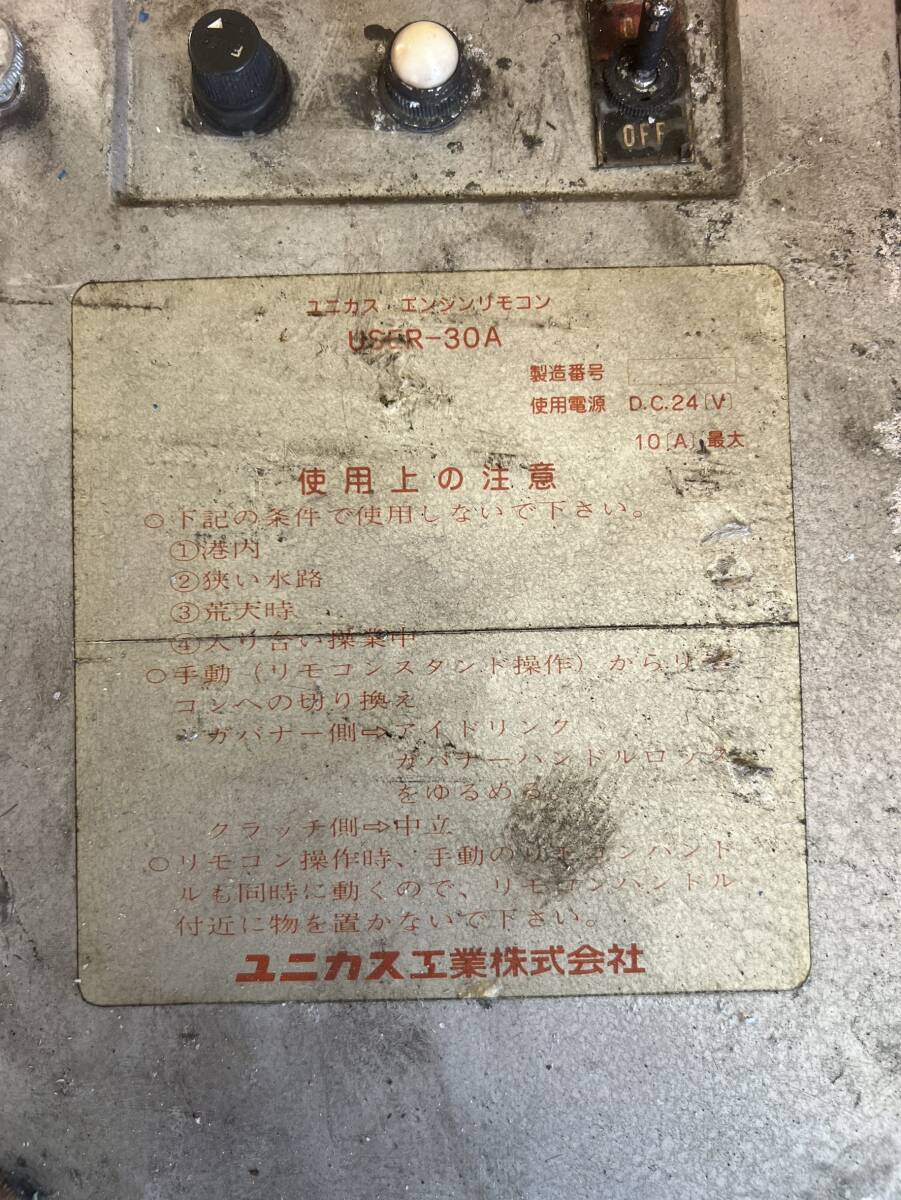 OFF
ユニカス・エンジンリモコン
USER-30A
製造番号
使用電源 D.C.24[V]
10[A]最大
使用上の注意
○下記の条件で使用しないで下さい。
①港内
②狭い水路
③荒天時
④入り合い操業中
○手動(リモコンスタンド操作)からリモ
コンへの切り換え
ガバナー側⇨アイドリング
ガバナーハンドルロック
をゆるめる。
クラッチ側⇨中立
○リモコン操作時、手動のリモコンハンド
ルも同時に動くので、リモコンハンドル
付近に物を置かないで下さい。
ユニカス工業株式会社